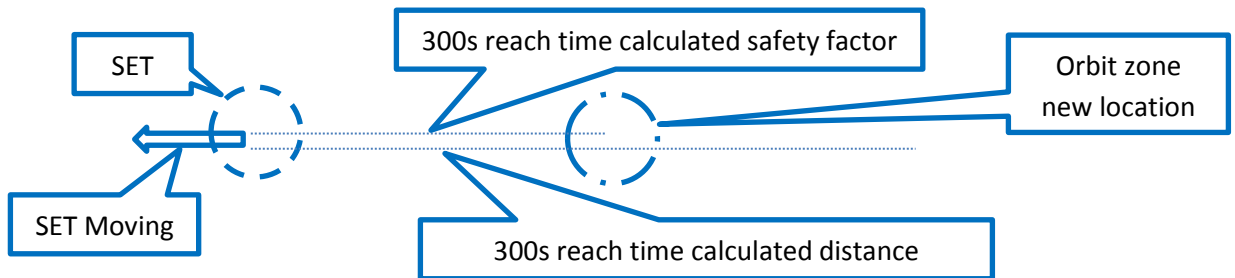 SET
300s reach time calculated safety factor
Orbit zone
new location
SET Moving
300s reach time calculated distance